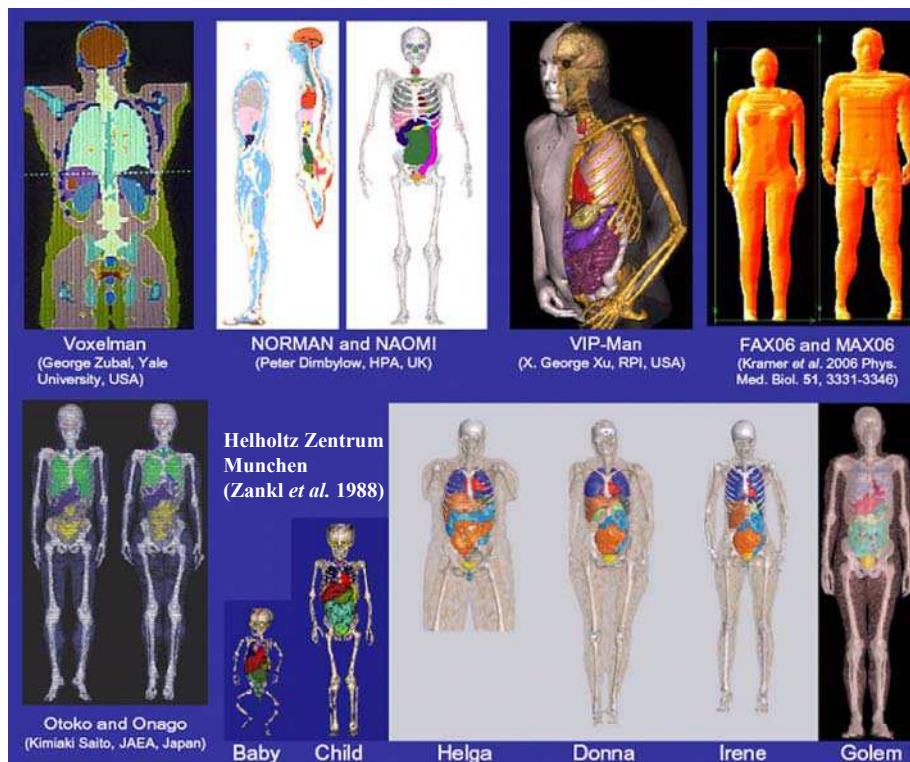 Voxelman
(George Zubal, Yale
University, USA)
NORMAN and NAOMI
(Peter Dimbylow, HPA, UK)
VIP-Man
(X. George Xu, RPI, USA)
FAX06 and MAX06
(Kramer et al. 2006 Phys.
Med. Biol. 51, 3331-3346)
Helholtz Zentrum
Munchen
(Zankl et al. 1988)
Otoko and Onago
(Kimiaki Saito, JAEA, Japan)
Baby
Child
Helga
Donna
Irene
Golem